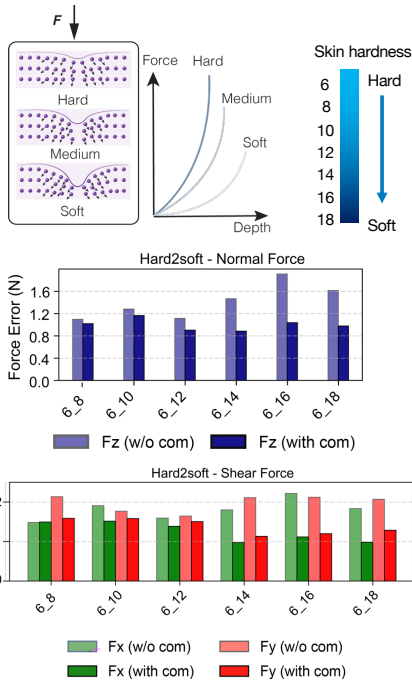 F
Hard
Medium
Soft
Force
Hard
Medium
Soft
Depth
Skin hardness
6
8
10
12
14
16
18
Hard
Soft
Hard2soft - Normal Force
Force Error (N)
1.6
1.2
0.8
0.4
0.0
6_8
6_10
6_12
6_14
6_16
6_18
Fz (w/o com)
Fz (with com)
Hard2soft - Shear Force
2
6_8
6_10
6_12
6_14
6_16
6_18
Fx (w/o com)
Fy (w/o com)
Fx (with com)
Fy (with com)